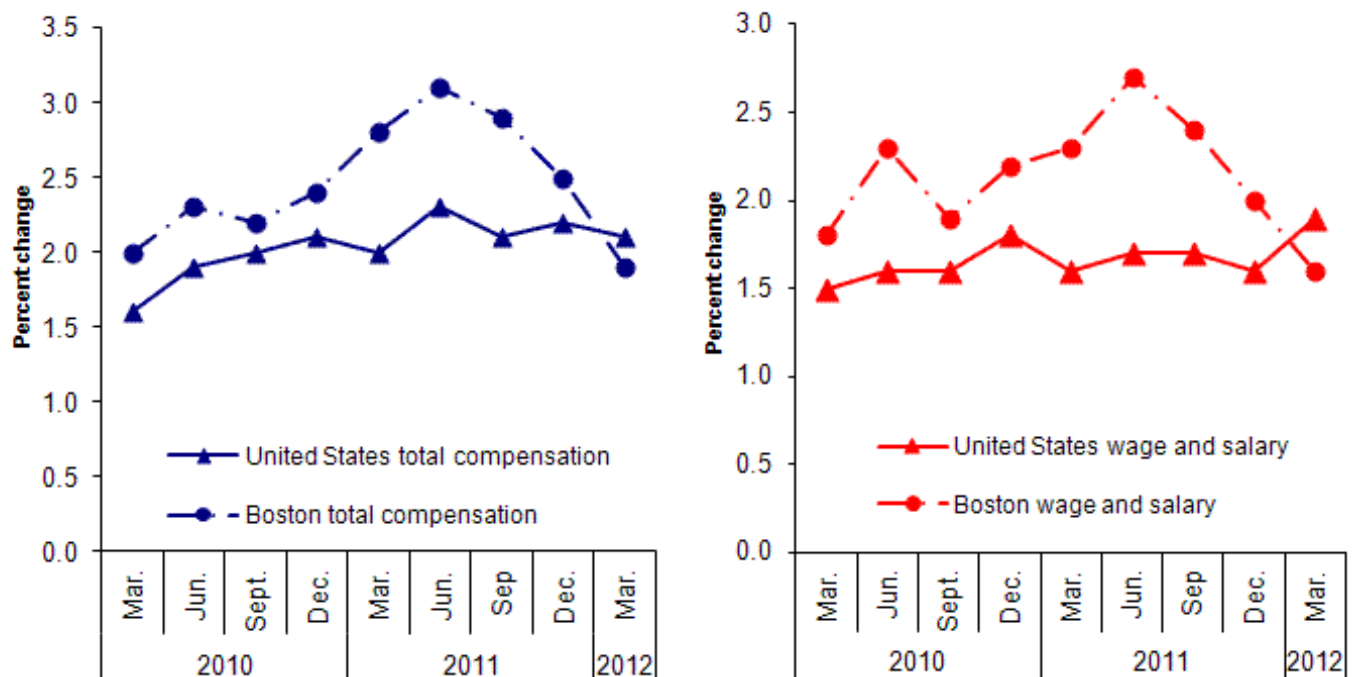 3.5
3.0
2.5
2.0
1.5
1.0
0.5
0.0
Percent change
United States total compensation
Boston total compensation
Mar. Jun. Sept. Dec. Mar. Jun. Sep Dec. Mar.
2010 2011 2012
3.0
2.5
2.0
1.5
1.0
0.5
0.0
Percent change
United States wage and salary
Boston wage and salary
Mar. Jun. Sept. Dec. Mar. Jun. Sep Dec. Mar.
2010 2011 2012